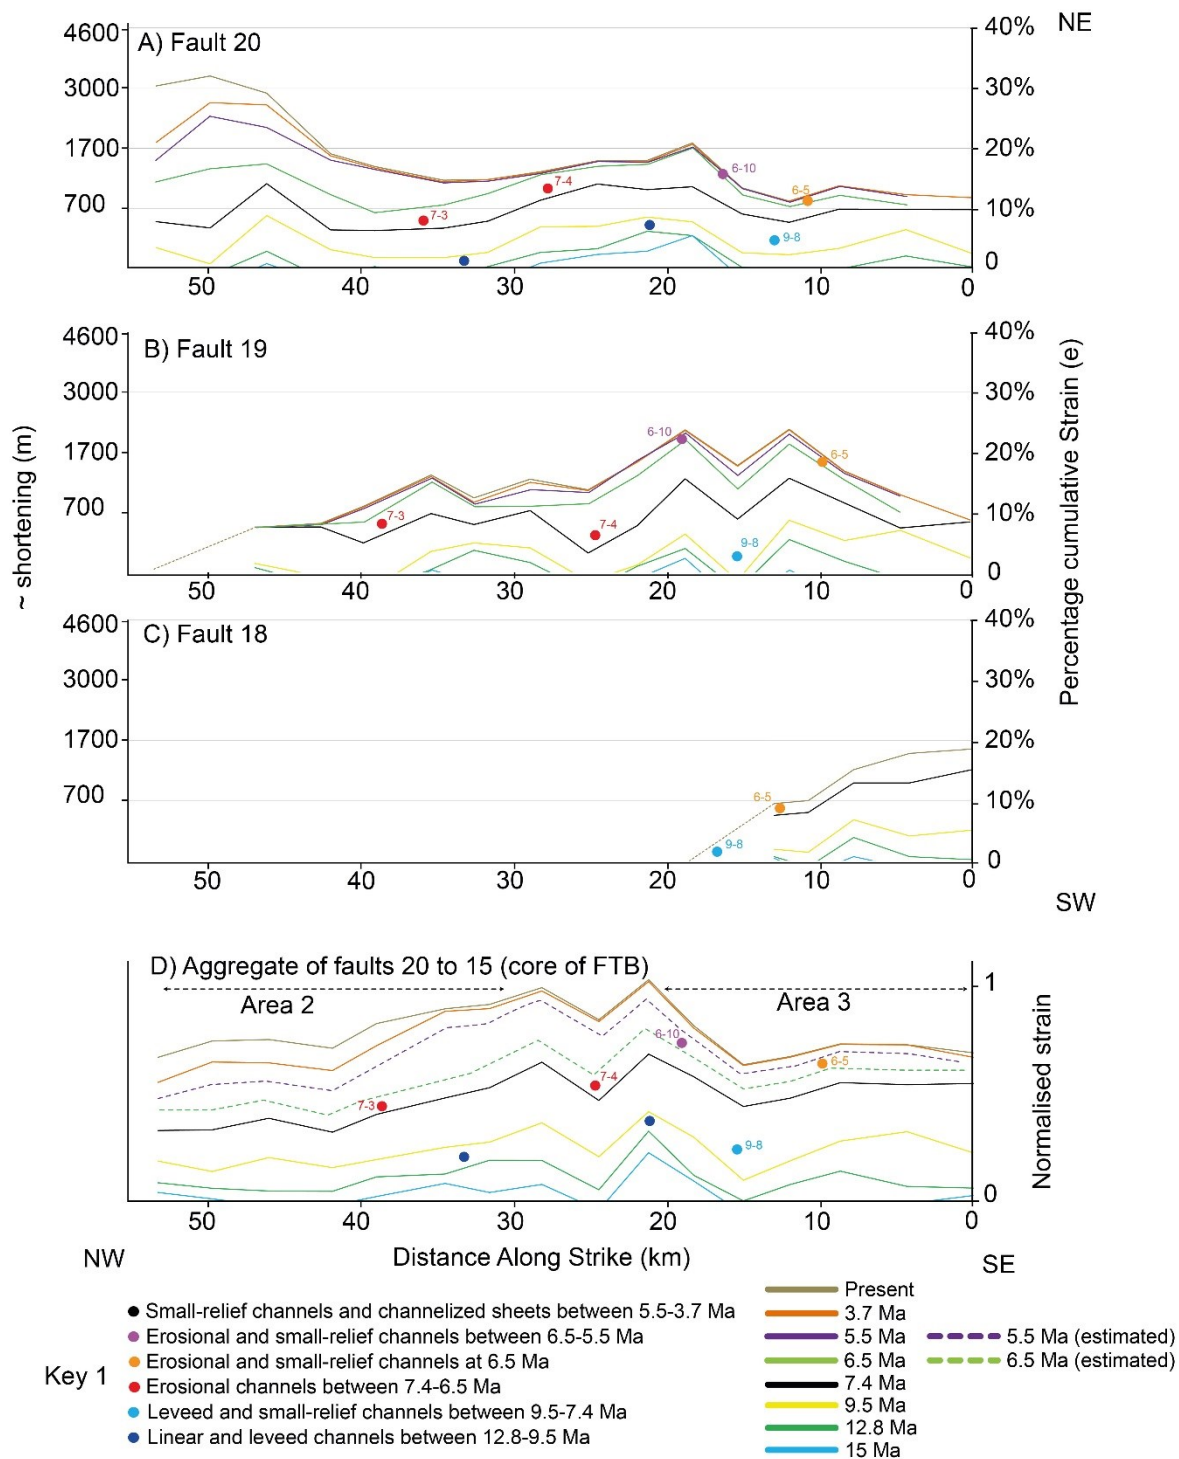 NE
A) Fault 20
4600
3000
1700
700
40%
30%
20%
10%
0
7-3
7-4
6-10
6-5
9-8
50
40
30
20
10
0
B) Fault 19
4600
3000
1700
700
40%
30%
20%
10%
0
7-3
7-4
6-10
6-5
9-8
50
40
30
20
10
0
~ shortening (m)
Percentage cumulative Strain (e)
C) Fault 18
4600
3000
1700
700
40%
30%
20%
10%
0
6-5
9-8
50
40
30
20
10
0
SW
D) Aggregate of faults 20 to 15 (core of FTB)
Area 2
Area 3
1
0
Normalised strain
7-3
7-4
6-10
6-5
9-8
50
40
30
20
10
0
NW
Distance Along Strike (km)
SE
Key 1
Small-relief channels and channelized sheets between 5.5-3.7 Ma
Erosional and small-relief channels between 6.5-5.5 Ma
Erosional and small-relief channels at 6.5 Ma
Erosional channels between 7.4-6.5 Ma
Leveed and small-relief channels between 9.5-7.4 Ma
Linear and leveed channels between 12.8-9.5 Ma
Present
3.7 Ma
5.5 Ma
6.5 Ma
7.4 Ma
9.5 Ma
12.8 Ma
15 Ma
5.5 Ma (estimated)
6.5 Ma (estimated)